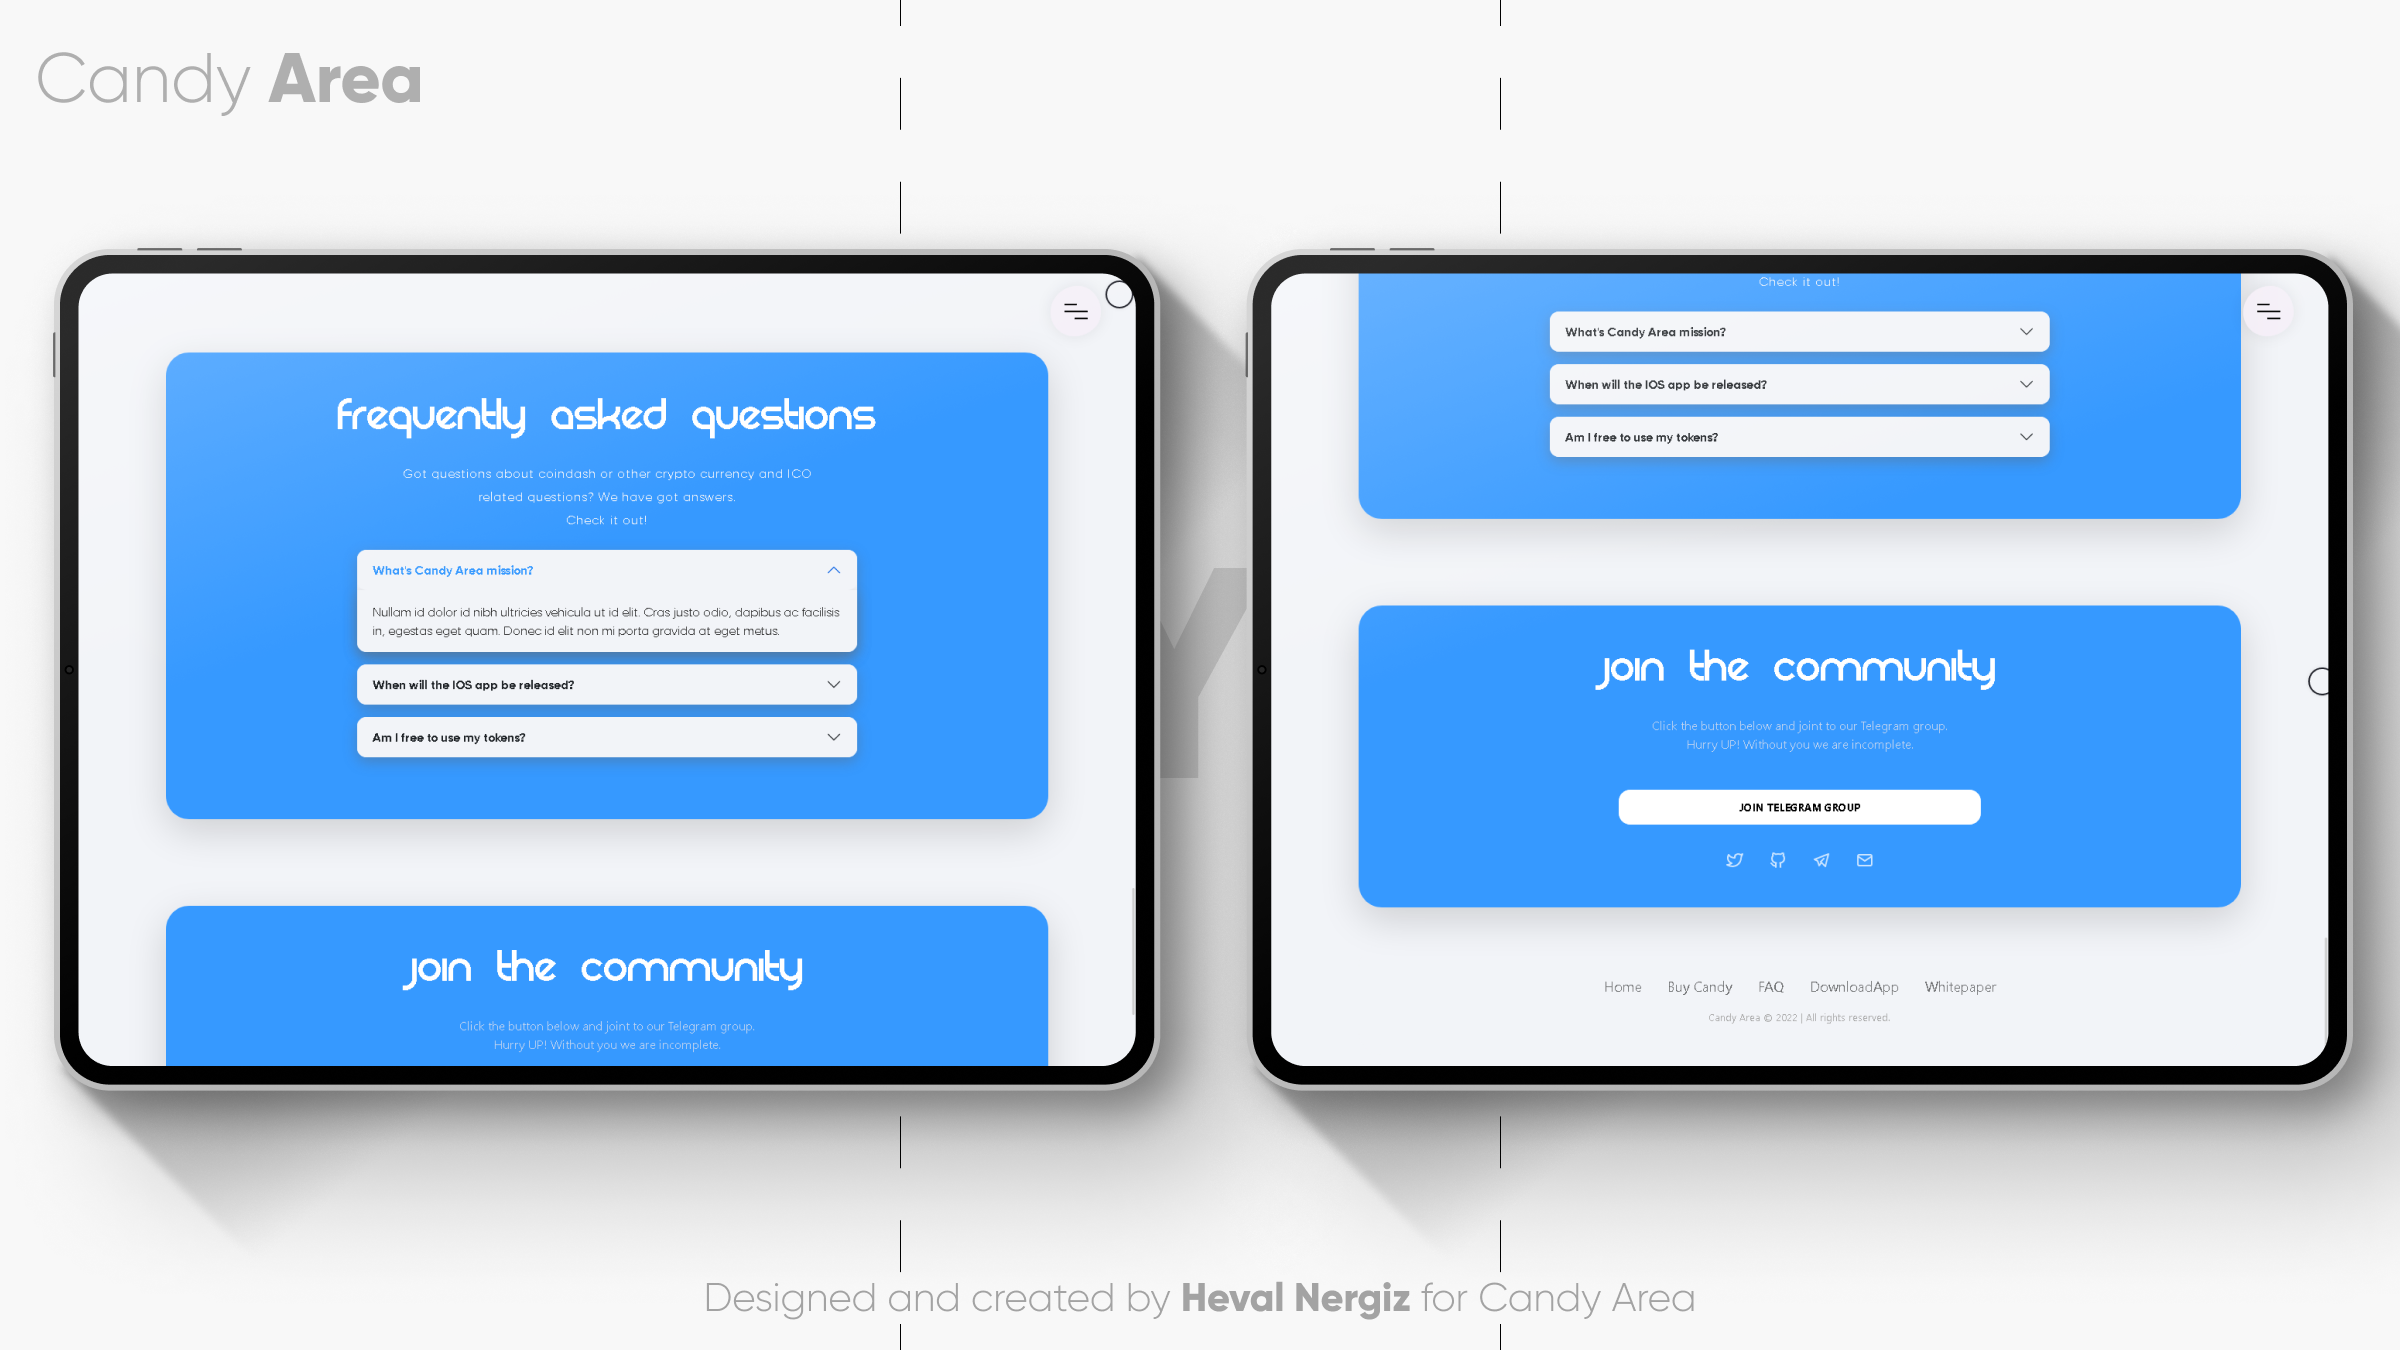 Candy Area
frequently asked questions
Got questions about coindash or other crypto currency and ICO
related questions? We have got answers.
Check it out!
What's Candy Area mission?
Nullam id dolor id nibh ultricies vehicula ut id elit. Cras justo odio, dapibus ac facilisis
in, egestas eget quam. Donec id elit non mi porta gravida at eget metus.
When will the IOS app be released?
Am I free to use my tokens?
join the community
Click the button below and joint to our Telegram group.
Hurry UP! Without you we are incomplete.
Y
Check it out!
What's Candy Area mission?
When will the IOS app be released?
Am I free to use my tokens?
join the community
Click the button below and joint to our Telegram group.
Hurry UP! Without you we are incomplete.
JOIN TELEGRAM GROUP
Home Buy Candy FAQ DownloadApp Whitepaper
Candy Area © 2022 | All rights reserved.
Designed and created by Heval Nergiz for Candy Area